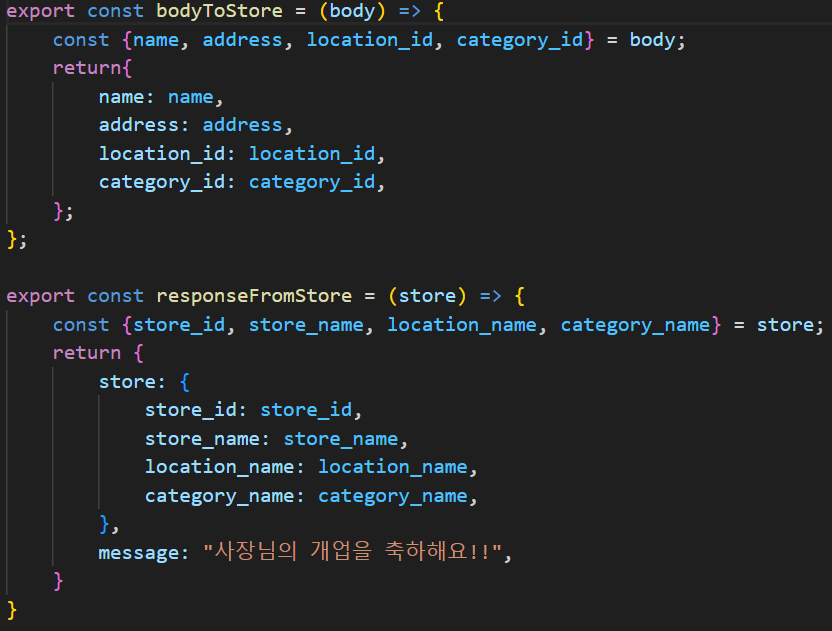 export const bodyToStore = (body) => {
    const {name, address, location_id, category_id} = body;
    return{
        name: name,
        address: address,
        location_id: location_id,
        category_id: category_id,
    };
};

export const responseFromStore = (store) => {
    const {store_id, store_name, location_name, category_name} = store;
    return {
        store: {
            store_id: store_id,
            store_name: store_name,
            location_name: location_name,
            category_name: category_name,
        },
        message: "사장님의 개업을 축하해요!!",
    }
}